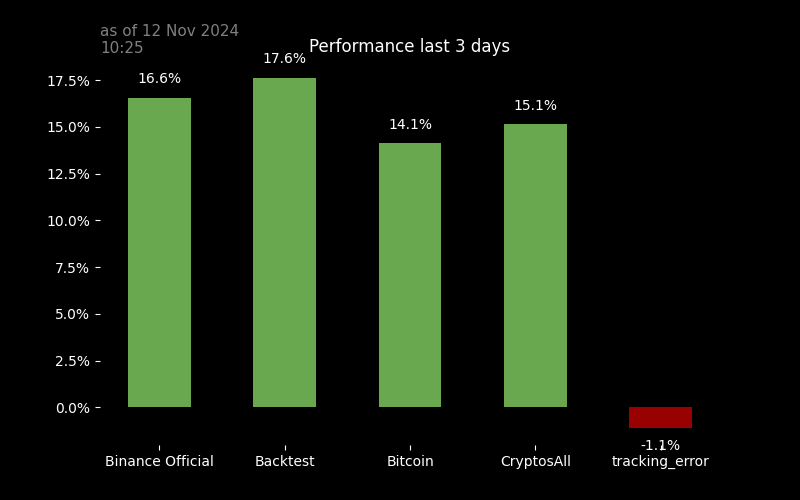 as of 12 Nov 2024
10:25
Performance last 3 days
17.5%
15.0%
12.5%
10.0%
7.5%
5.0%
2.5%
0.0%
16.6%
17.6%
14.1%
15.1%
-1.1%
Binance Official
Backtest
Bitcoin
CryptosAll
tracking_error